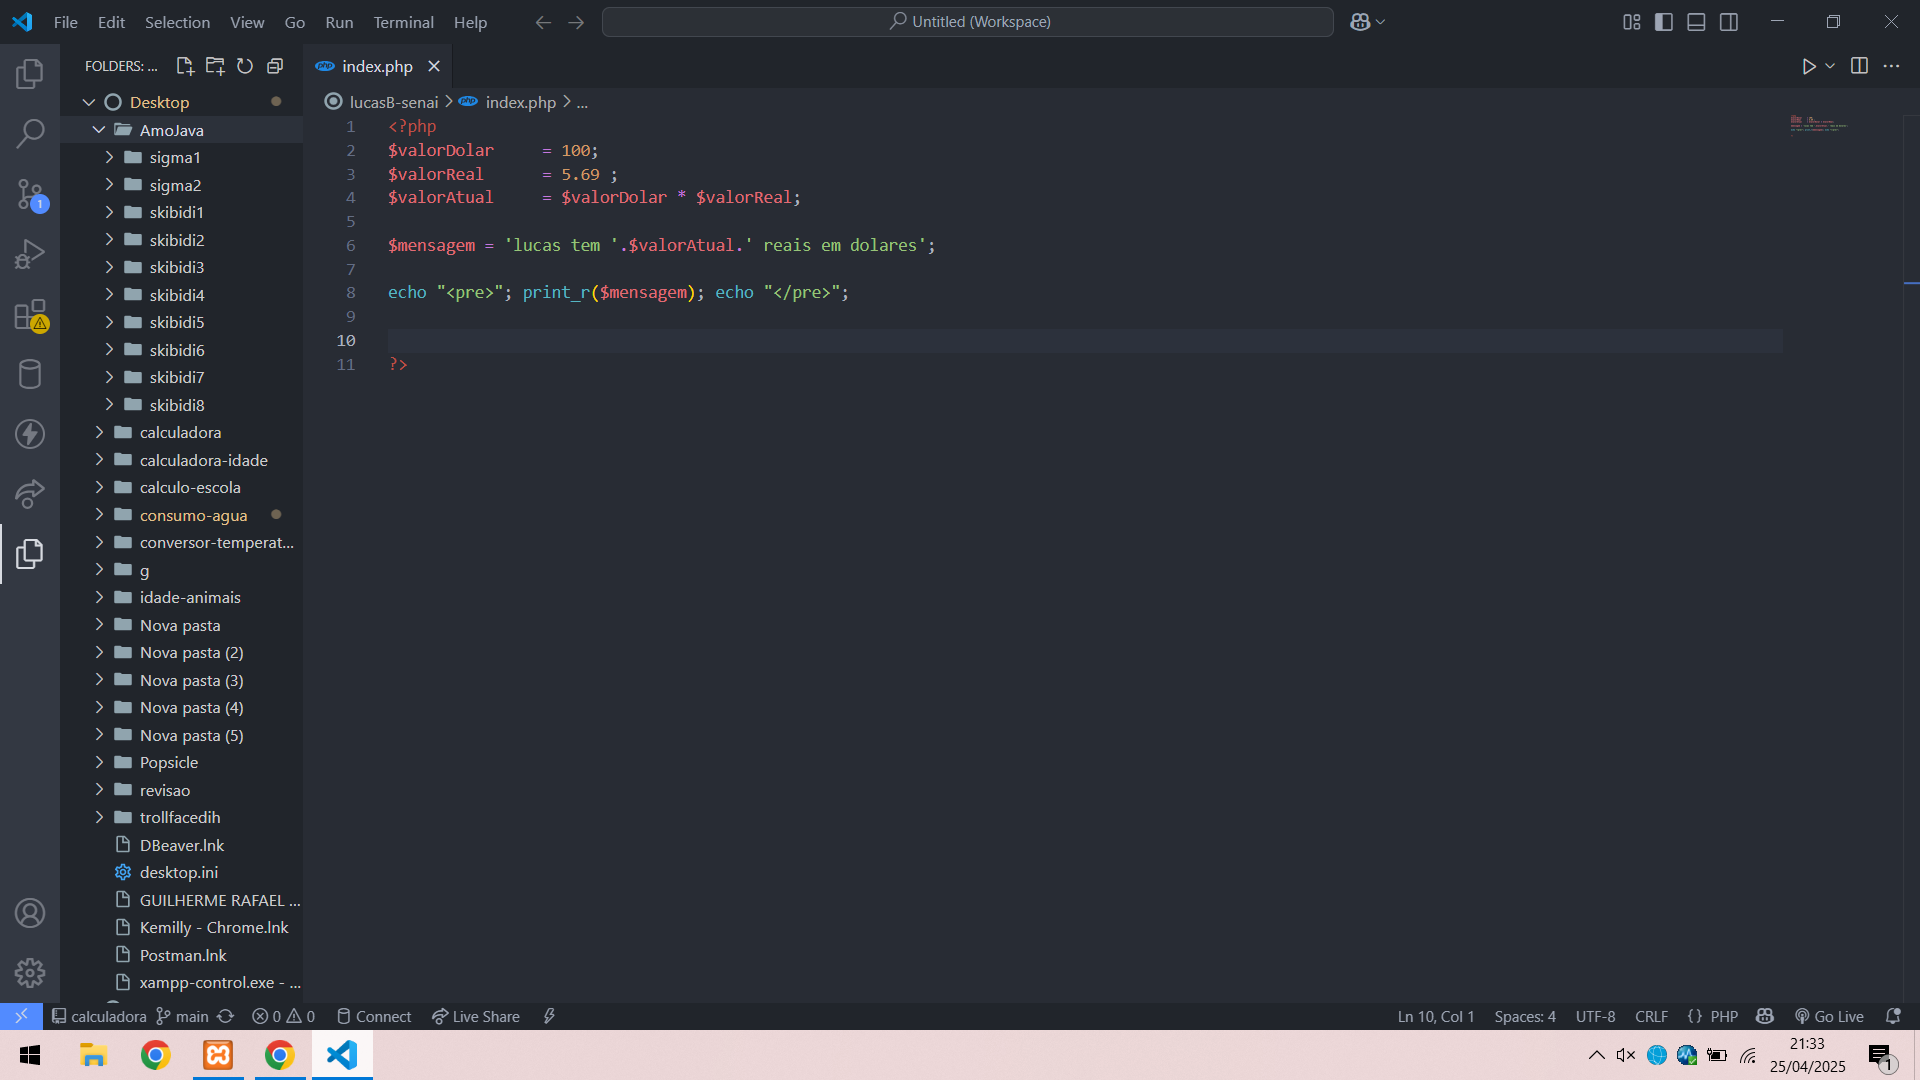 File Edit Selection View Go Run Terminal Help
Untitled (Workspace)
FOLDERS: ...
index.php
Desktop
AmoJava
sigma1
sigma2
skibidi1
skibidi2
skibidi3
skibidi4
skibidi5
skibidi6
skibidi7
skibidi8
calculadora
calculadora-idade
calculo-escola
consumo-agua
conversor-temperat...
g
idade-animais
Nova pasta
Nova pasta (2)
Nova pasta (3)
Nova pasta (4)
Nova pasta (5)
Popsicle
revisao
trollfacedih
DBeaver.lnk
desktop.ini
GUILHERME RAFAEL ...
Kemilly - Chrome.lnk
Postman.lnk
xampp-control.exe - ...
1
lucasB-senai > index.php > ...
1 <?php
2 $valorDolar     = 100;
3 $valorReal      = 5.69 ;
4 $valorAtual     = $valorDolar * $valorReal;
5
6 $mensagem = 'lucas tem '.$valorAtual.' reais em dolares';
7
8 echo "<pre>"; print_r($mensagem); echo "</pre>";
9
10
11 ?>
calculadora main 0 0 Connect Live Share Ln 10, Col 1 Spaces: 4 UTF-8 CRLF {} PHP Go Live
21:33
25/04/2025
1